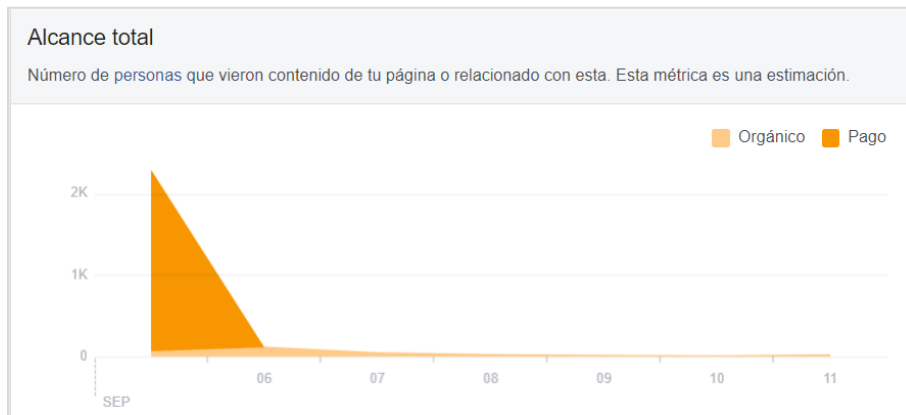 Alcance total
Número de personas que vieron contenido de tu página o relacionado con esta. Esta métrica es una estimación.
Orgánico Pago
2K
1K
0
06 07 08 09 10 11
SEP